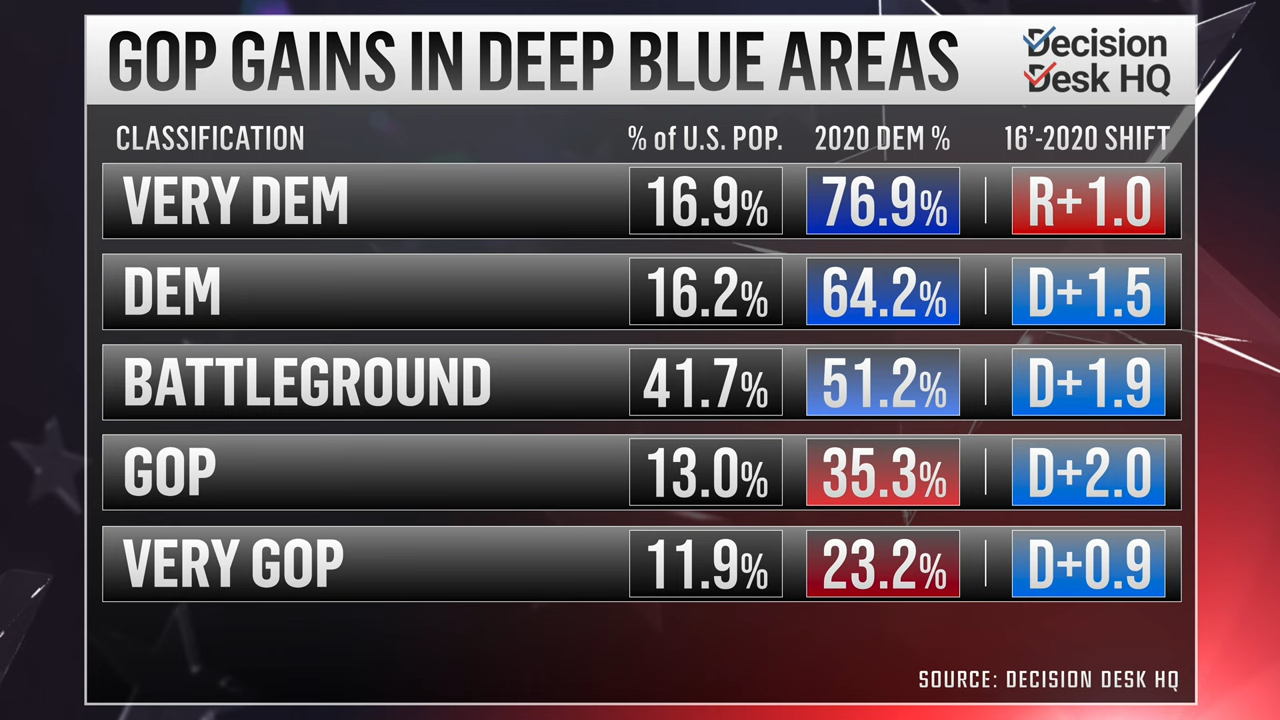 GOP GAINS IN DEEP BLUE AREAS
Decision
Desk HQ
CLASSIFICATION % of U.S. POP. 2020 DEM % 16'-2020 SHIFT
VERY DEM 16.9% 76.9% R+1.0
DEM 16.2% 64.2% D+1.5
BATTLEGROUND 41.7% 51.2% D+1.9
GOP 13.0% 35.3% D+2.0
VERY GOP 11.9% 23.2% D+0.9
SOURCE: DECISION DESK HQ